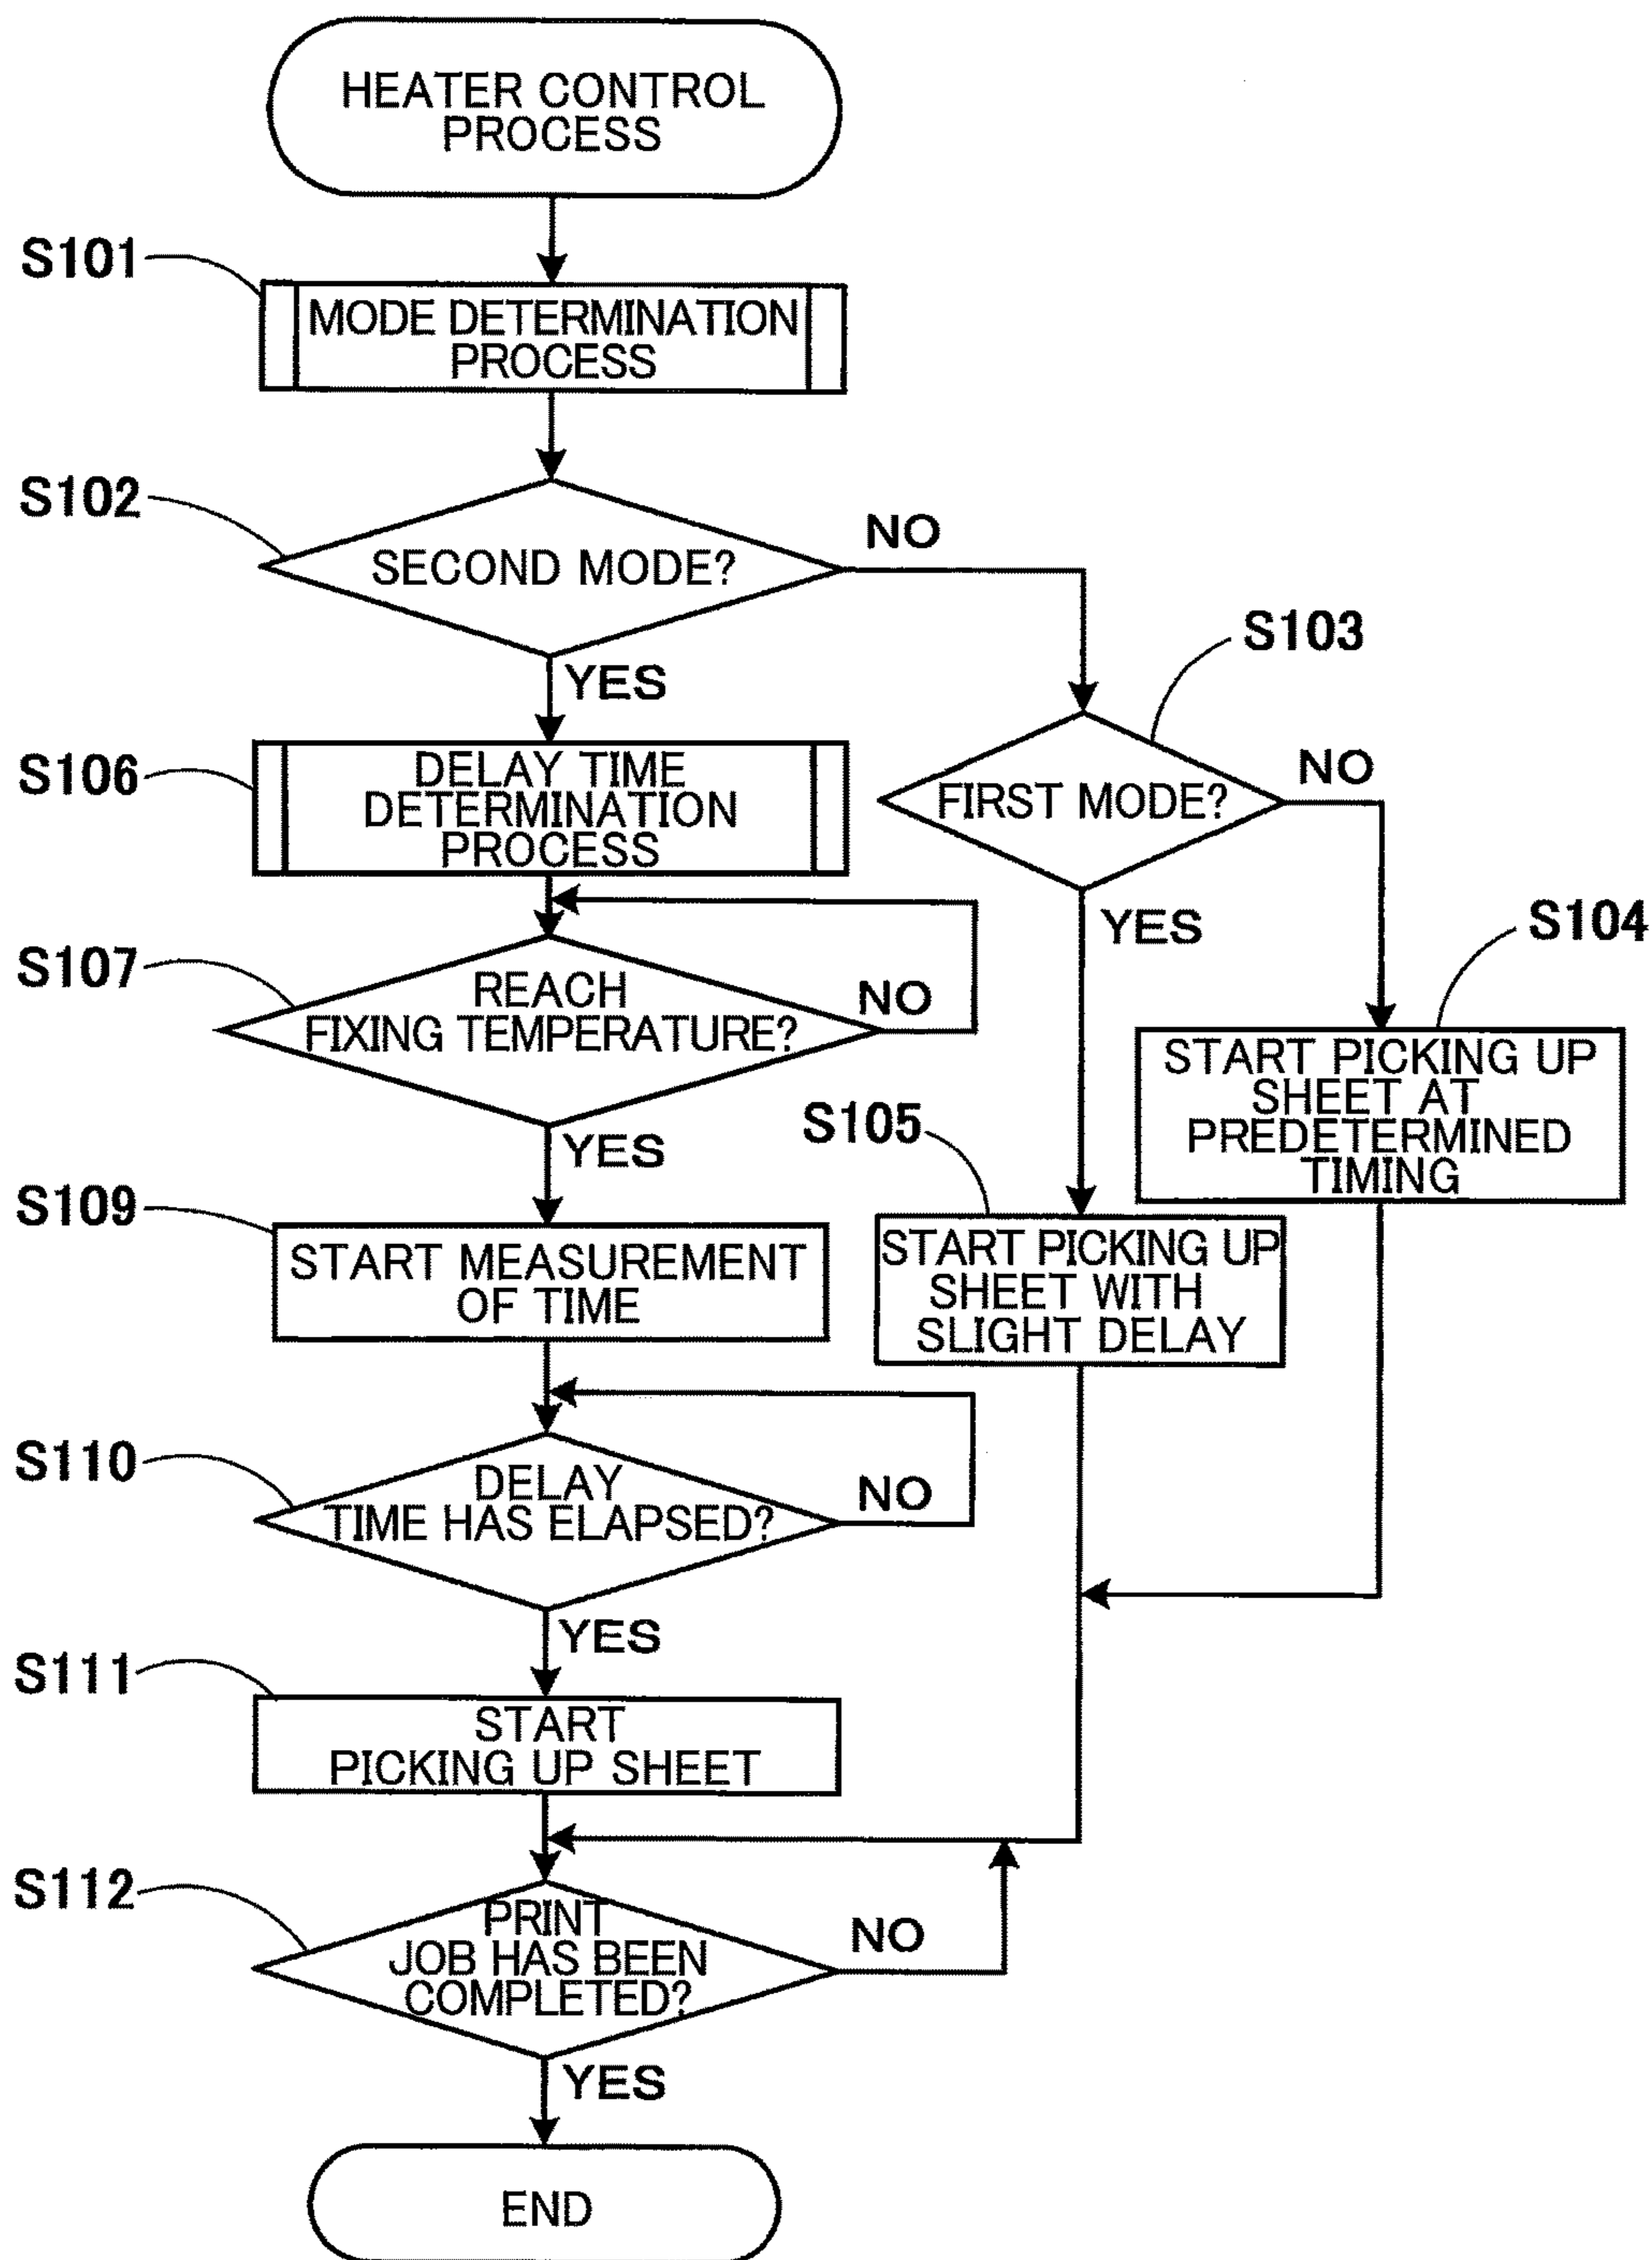 HEATER CONTROL
PROCESS
S101
MODE DETERMINATION
PROCESS
S102
SECOND MODE?
NO
YES
S103
FIRST MODE?
NO
YES
S104
START PICKING UP
SHEET AT
PREDETERMINED
TIMING
S105
START PICKING UP
SHEET WITH
SLIGHT DELAY
S106
DELAY TIME
DETERMINATION
PROCESS
S107
REACH
FIXING TEMPERATURE?
NO
YES
S109
START MEASUREMENT
OF TIME
S110
DELAY
TIME HAS ELAPSED?
NO
YES
S111
START
PICKING UP SHEET
S112
PRINT
JOB HAS BEEN
COMPLETED?
NO
YES
END